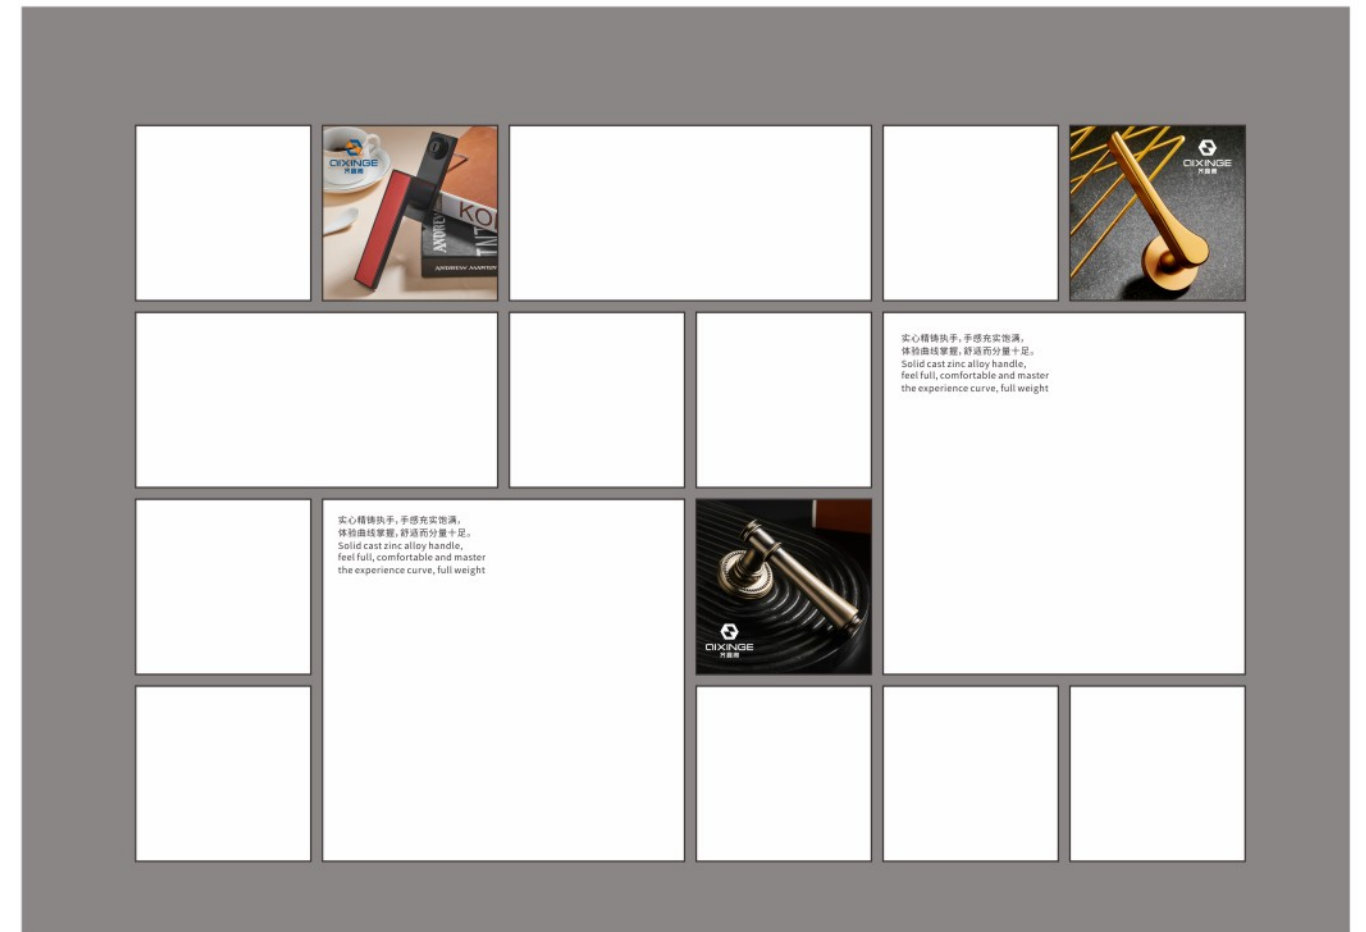 QIXINGE
KO
ANDREW
ANDREW MARTIN
QIXINGE
实心精铸执手,手感充实饱满,
体验曲线掌握,舒适而分量十足。
Solid cast zinc alloy handle,
feel full, comfortable and master
the experience curve, full weight
实心精铸执手,手感充实饱满,
体验曲线掌握,舒适而分量十足。
Solid cast zinc alloy handle,
feel full, comfortable and master
the experience curve, full weight
QIXINGE